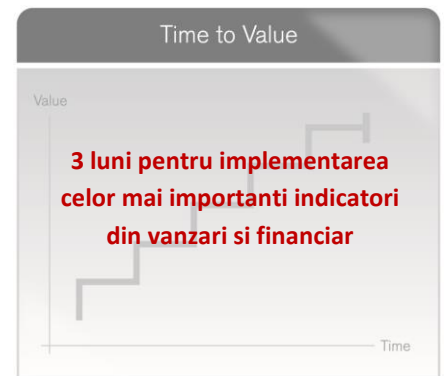 Time to Value
Value
3 luni pentru implementarea
celor mai importanti indicatori
din vanzari si financiar
Time